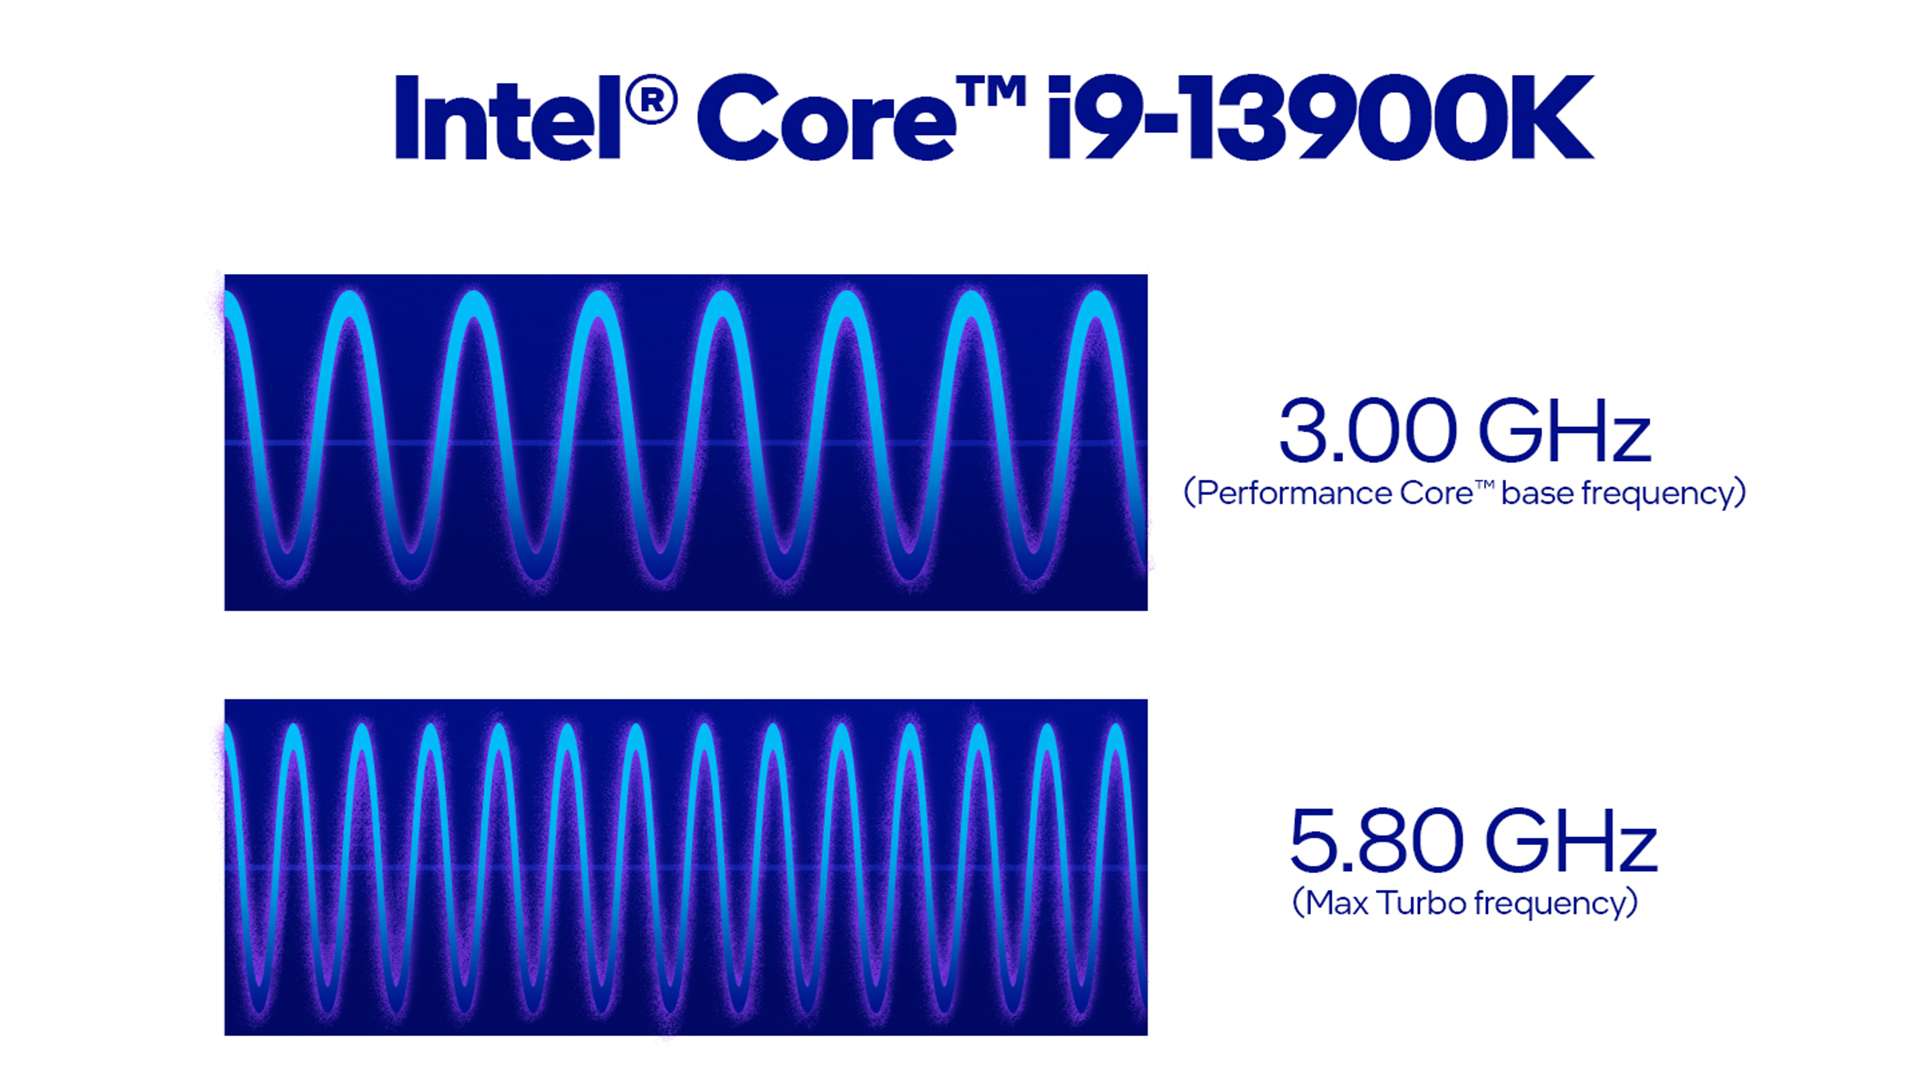 Intel® Core™ i9-13900K
3.00 GHz
(Performance Core™ base frequency)
5.80 GHz
(Max Turbo frequency)